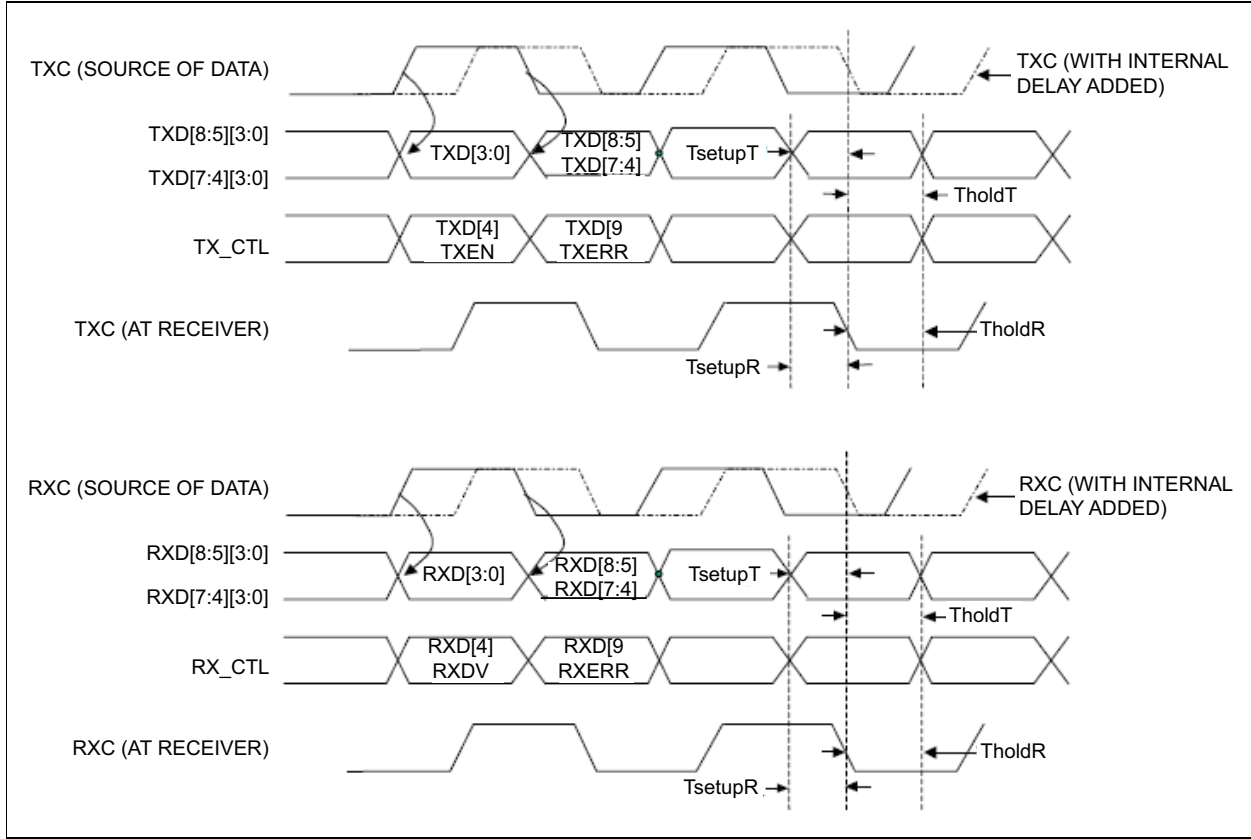 TXC (SOURCE OF DATA)
TXC (WITH INTERNAL
DELAY ADDED)
TXD[8:5][3:0]
TXD[7:4][3:0]
TXD[3:0]
TXD[8:5]
TXD[7:4]
TsetupT
TholdT
TX_CTL
TXD[4]
TXEN
TXD[9
TXERR
TXC (AT RECEIVER)
TholdR
TsetupR
RXC (SOURCE OF DATA)
RXC (WITH INTERNAL
DELAY ADDED)
RXD[8:5][3:0]
RXD[7:4][3:0]
RXD[3:0]
RXD[8:5]
RXD[7:4]
TsetupT
TholdT
RX_CTL
RXD[4]
RXDV
RXD[9
RXERR
RXC (AT RECEIVER)
TholdR
TsetupR